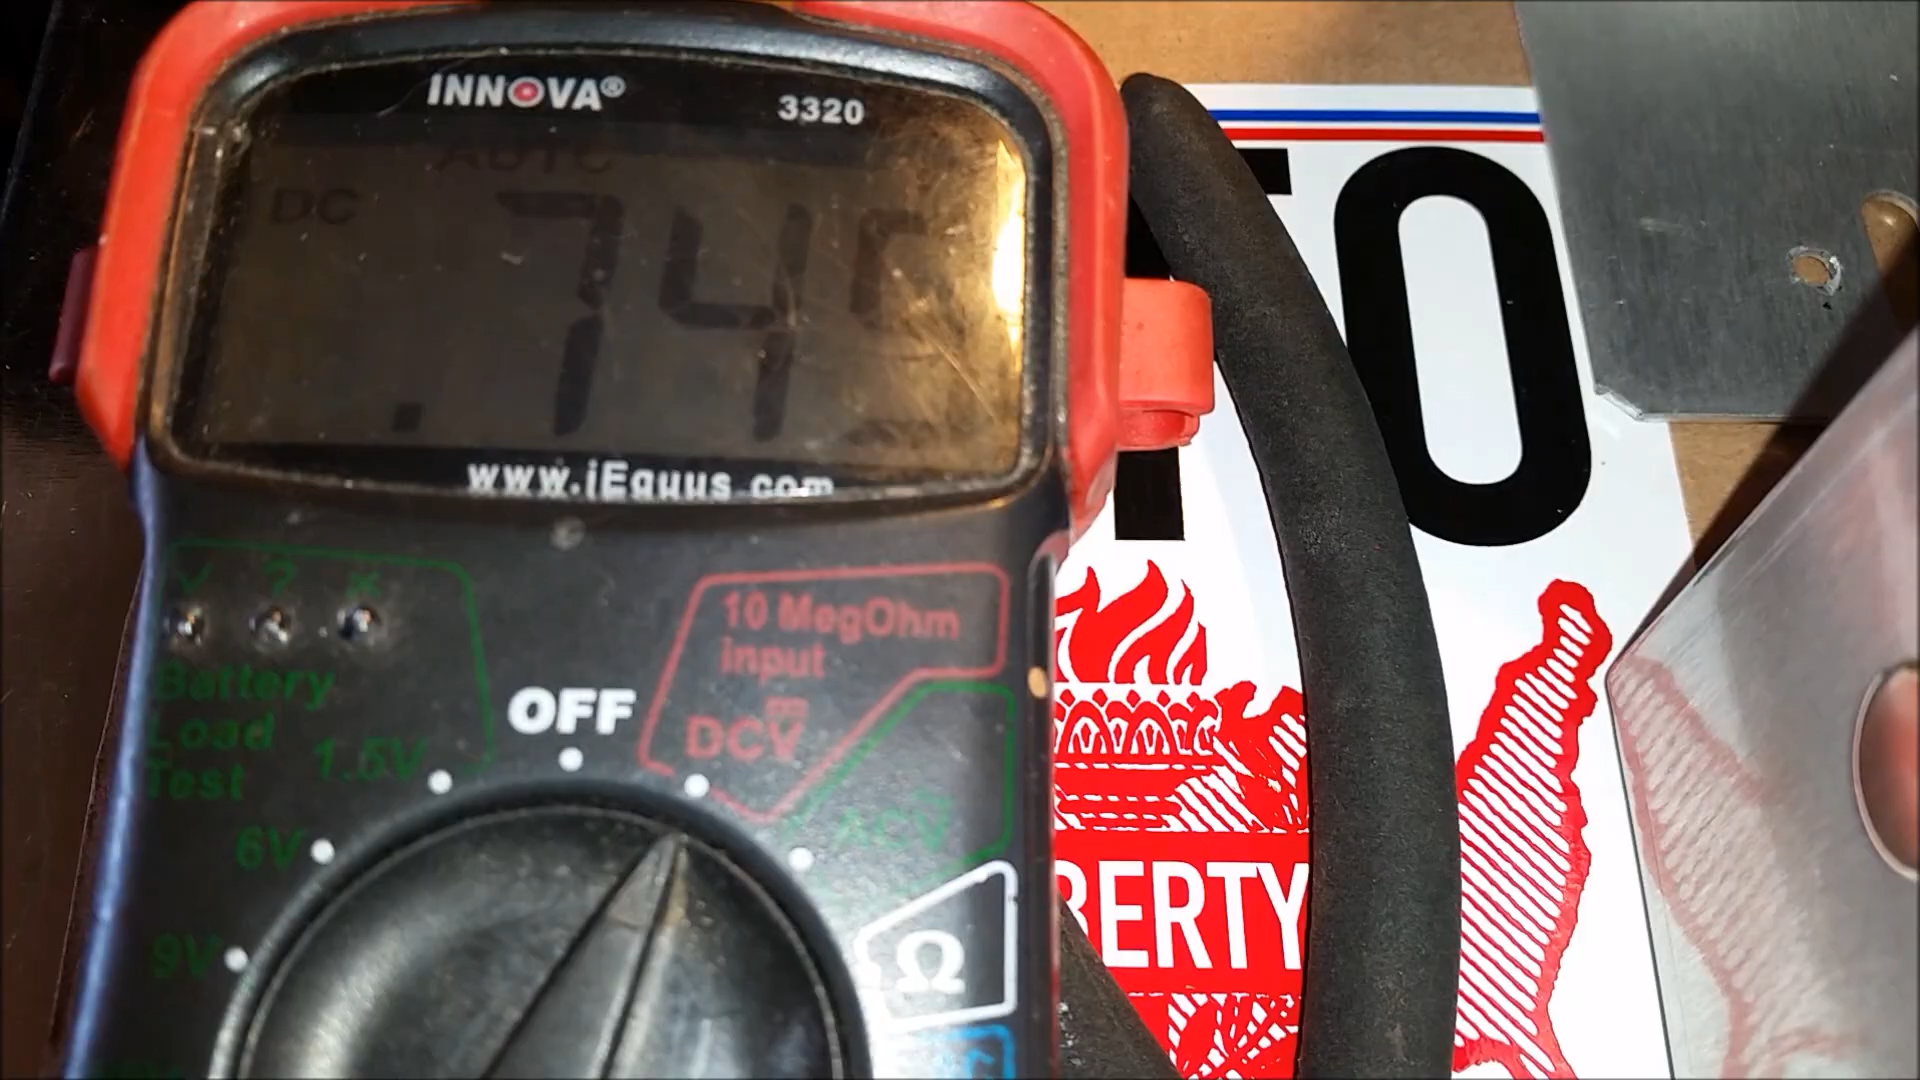 INNOVA® 3320
AUTO
DC
.74
www.iEquus.com
TO
10 MegOhm
input
DCV
OFF
Battery
Load
Test
1.5V
6V
ACV
9V
Ω
BERTY